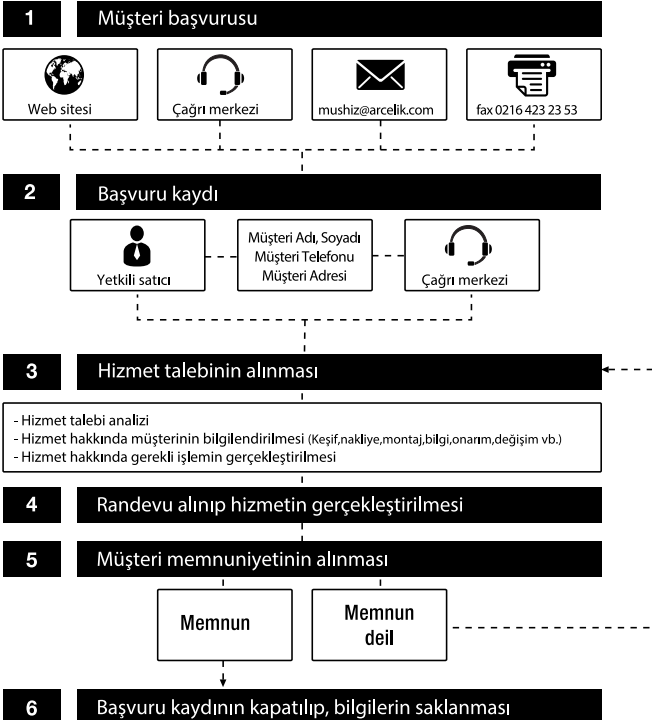 1 Müşteri başvurusu
Web sitesi
Çağrı merkezi
mushiz@arcelik.com
fax 0216 423 23 53
2 Başvuru kaydı
Yetkili satıcı
Müşteri Adı, Soyadı
Müşteri Telefonu
Müşteri Adresi
Çağrı merkezi
3 Hizmet talebinin alınması
- Hizmet talebi analizi
- Hizmet hakkında müşterinin bilgilendirilmesi (Keşif,nakliye,montaj,bilgi,onarım,değişim vb.)
- Hizmet hakkında gerekli işlemin gerçekleştirilmesi
4 Randevu alınıp hizmetin gerçekleştirilmesi
5 Müşteri memnuniyetinin alınması
Memnun
Memnun
deil
6 Başvuru kaydının kapatılıp, bilgilerin saklanması